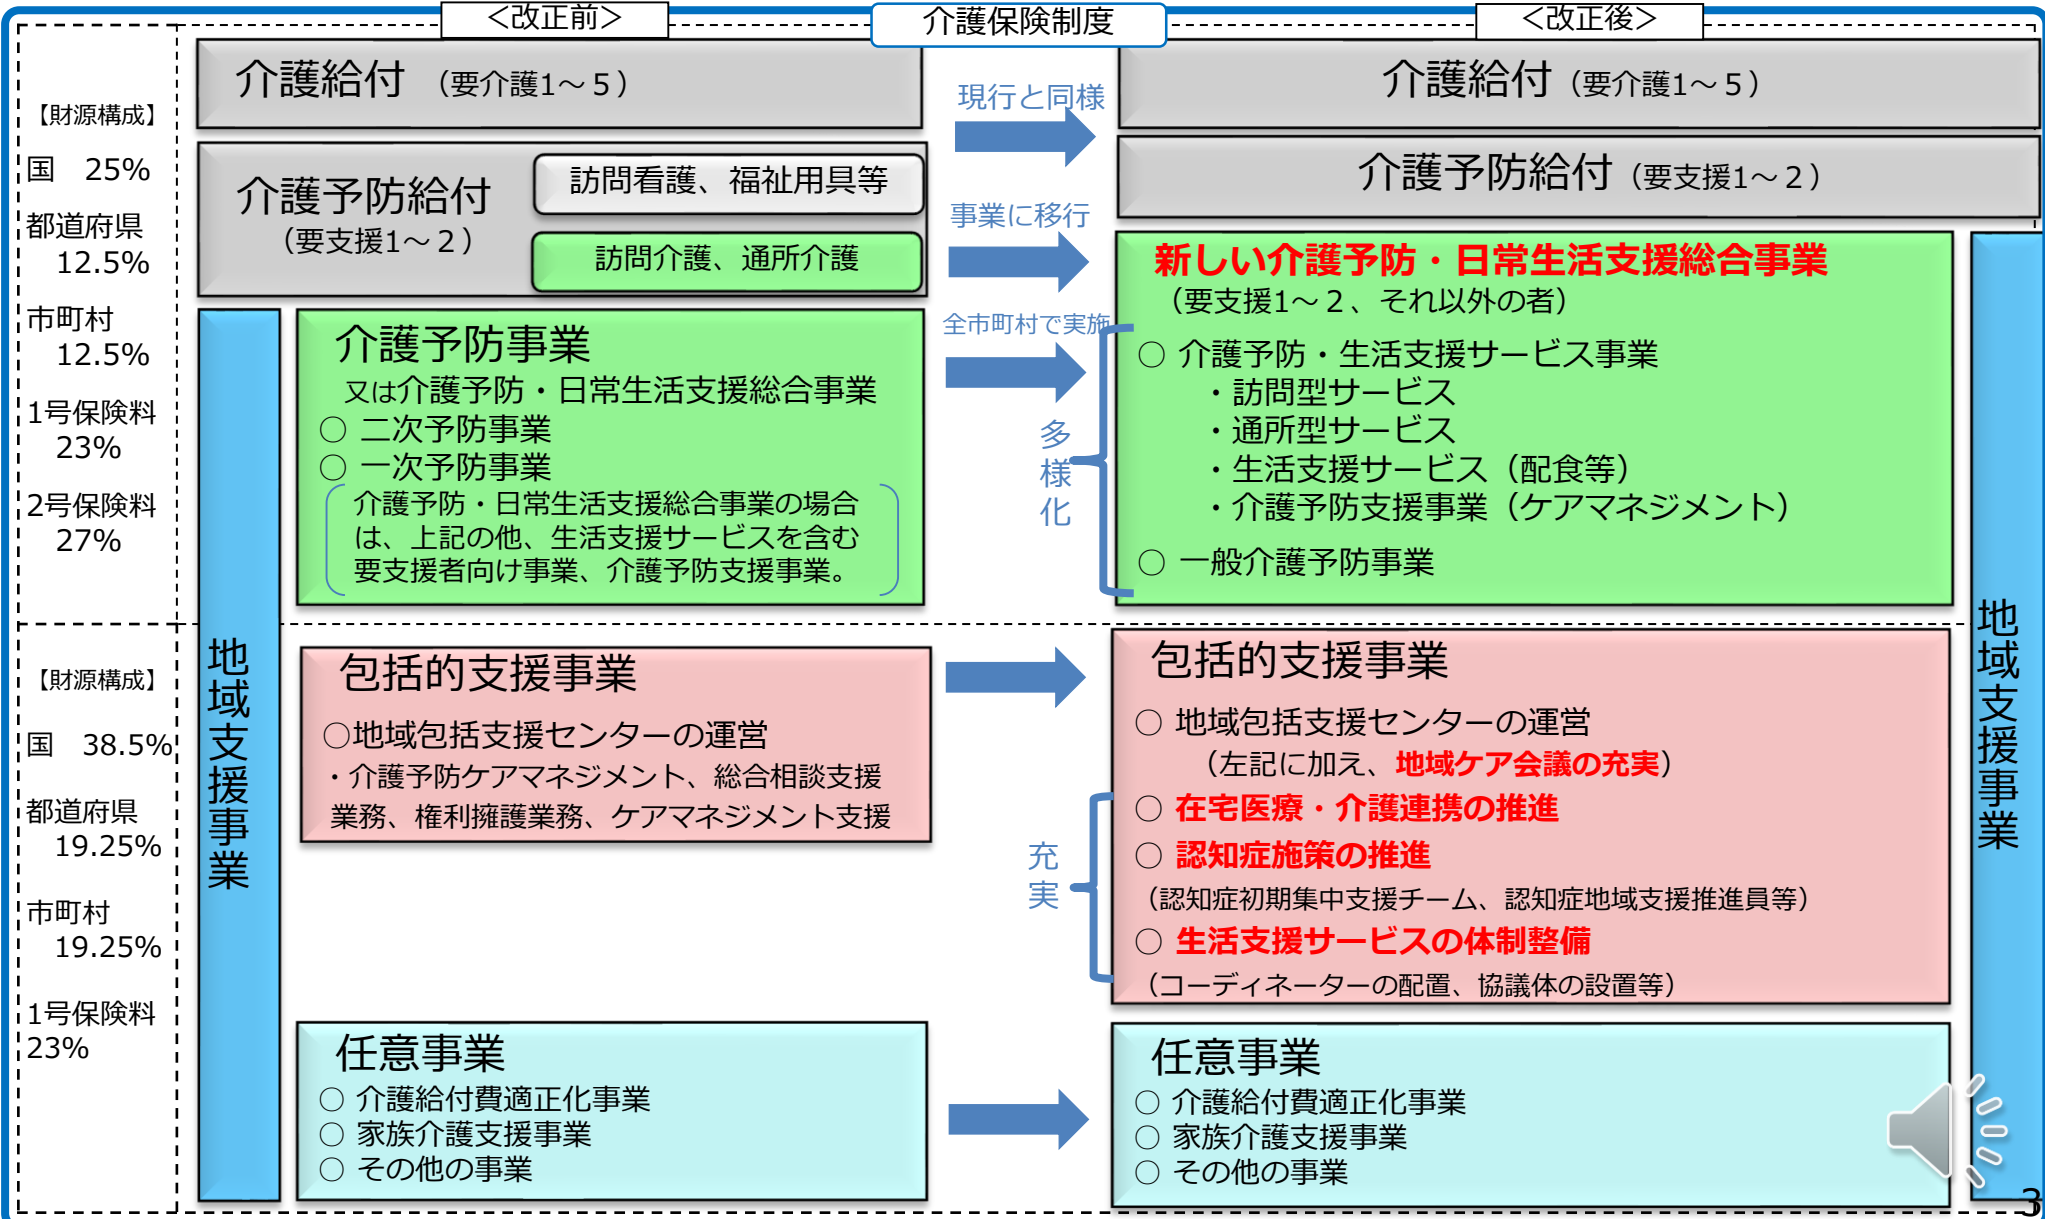 <改正前>
介護保険制度
<改正後>
【財源構成】
国　25%
都道府県
12.5%
市町村
12.5%
1号保険料
23%
2号保険料
27%
【財源構成】
国　38.5%
都道府県
19.25%
市町村
19.25%
1号保険料
23%
介護給付（要介護1～５）
介護予防給付
（要支援1～２）
訪問看護、福祉用具等
訪問介護、通所介護
地域支援事業
介護予防事業
又は介護予防・日常生活支援総合事業
○ 二次予防事業
○ 一次予防事業
介護予防・日常生活支援総合事業の場合
は、上記の他、生活支援サービスを含む
要支援者向け事業、介護予防支援事業。
包括的支援事業
○地域包括支援センターの運営
・介護予防ケアマネジメント、総合相談支援
業務、権利擁護業務、ケアマネジメント支援
任意事業
○ 介護給付費適正化事業
○ 家族介護支援事業
○ その他の事業
現行と同様
事業に移行
全市町村で実施
多様化
充実
介護給付（要介護1～５）
介護予防給付（要支援1～２）
新しい介護予防・日常生活支援総合事業
（要支援1～２、それ以外の者）
○ 介護予防・生活支援サービス事業
・訪問型サービス
・通所型サービス
・生活支援サービス（配食等）
・介護予防支援事業（ケアマネジメント）
○ 一般介護予防事業
包括的支援事業
○ 地域包括支援センターの運営
（左記に加え、地域ケア会議の充実）
○ 在宅医療・介護連携の推進
○ 認知症施策の推進
（認知症初期集中支援チーム、認知症地域支援推進員等）
○ 生活支援サービスの体制整備
（コーディネーターの配置、協議体の設置等）
任意事業
○ 介護給付費適正化事業
○ 家族介護支援事業
○ その他の事業
地域支援事業
3